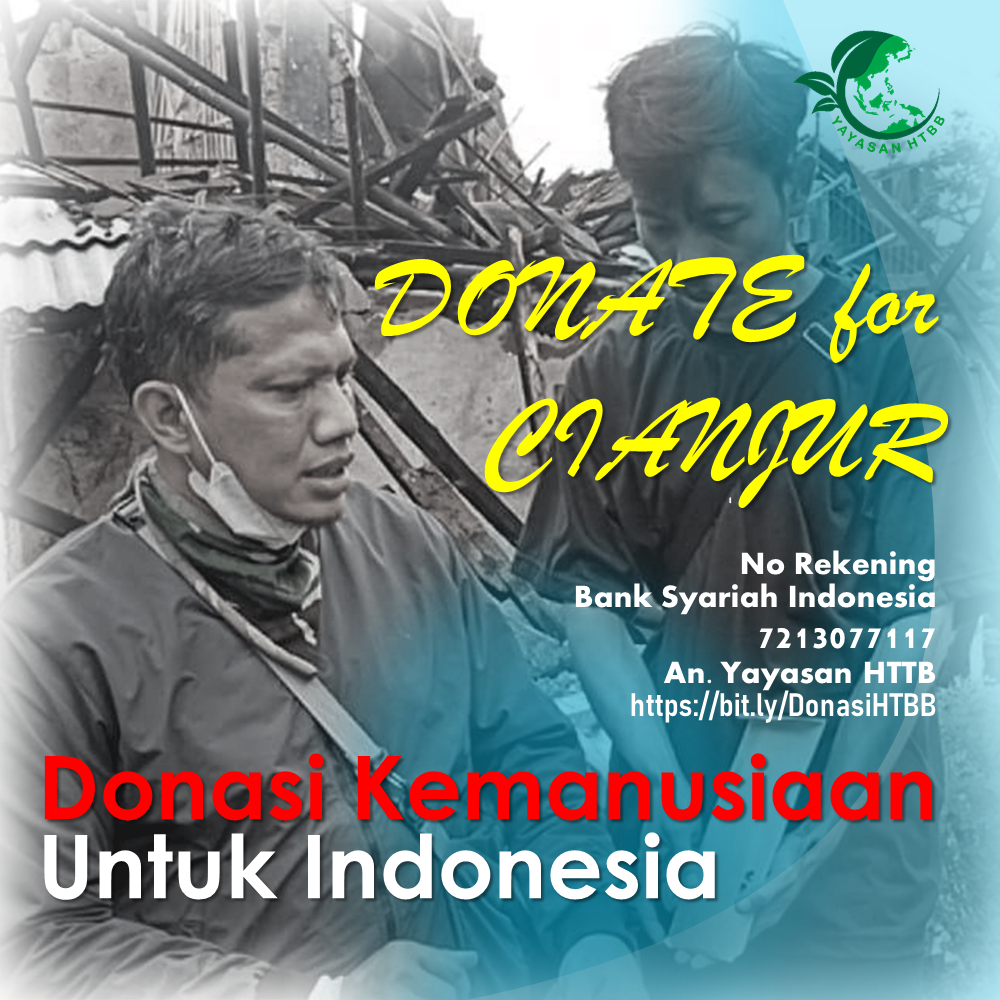 YAYASAN HTBB
DONATE for
CIANJUR
No Rekening
Bank Syariah Indonesia
7213077117
An. Yayasan HTTB
https://bit.ly/DonasiHTBB
Donasi Kemanusiaan
Untuk Indonesia